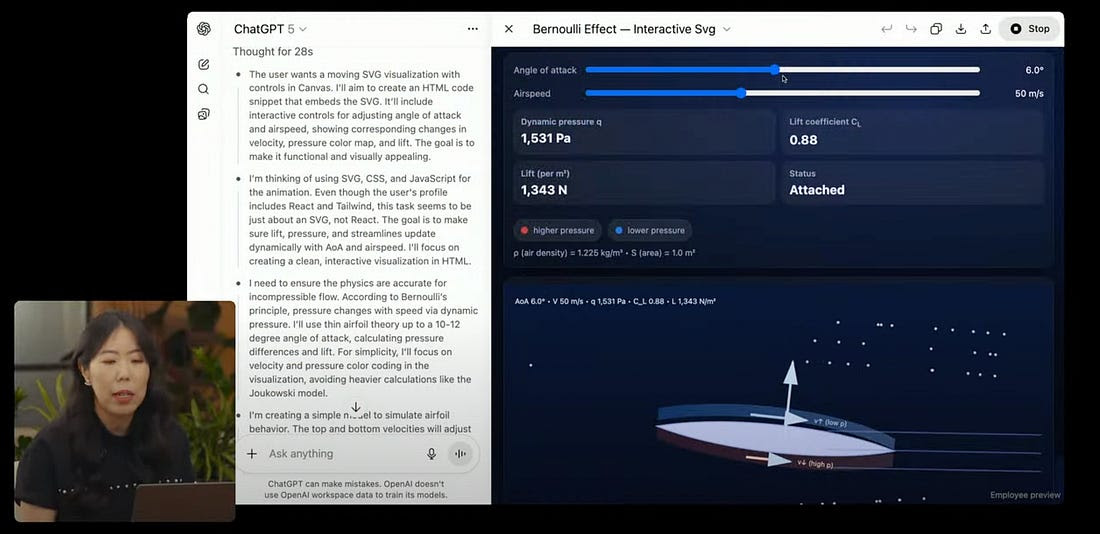 ChatGPT 5
Thought for 28s
The user wants a moving SVG visualization with
controls in Canvas. I'll aim to create an HTML code
snippet that embeds the SVG. It'll include
interactive controls for adjusting angle of attack
and airspeed, showing corresponding changes in
velocity, pressure color map, and lift. The goal is to
make it functional and visually appealing.
I'm thinking of using SVG, CSS, and JavaScript for
the animation. Even though the user's profile
includes React and Tailwind, this task seems to be
just about an SVG, not React. The goal is to make
sure lift, pressure, and streamlines update
dynamically with AoA and airspeed. I'll focus on
creating a clean, interactive visualization in HTML.
I need to ensure the physics are accurate for
incompressible flow. According to Bernoulli's
principle, pressure changes with speed via dynamic
pressure. I'll use thin airfoil theory up to a 10-12
degree angle of attack, calculating pressure
differences and lift. For simplicity, I'll focus on
velocity and pressure color coding in the
visualization, avoiding heavier calculations like the
Joukowski model.
I'm creating a simple model to simulate airfoil
behavior. The top and bottom velocities will adjust
Ask anything
ChatGPT can make mistakes. OpenAI doesn't
use OpenAI workspace data to train its models.
Bernoulli Effect — Interactive Svg
Stop
Angle of attack 6.0°
Airspeed 50 m/s
Dynamic pressure q
1,531 Pa
Lift coefficient CL
0.88
Lift (per m²)
1,343 N
Status
Attached
higher pressure lower pressure
ρ (air density) = 1.225 kg/m³ • S (area) = 1.0 m²
AoA 6.0° • V 50 m/s • q 1,531 Pa • C_L 0.88 • L 1,343 N/m²
v↑ (low p)
v↓ (high p)
Employee preview